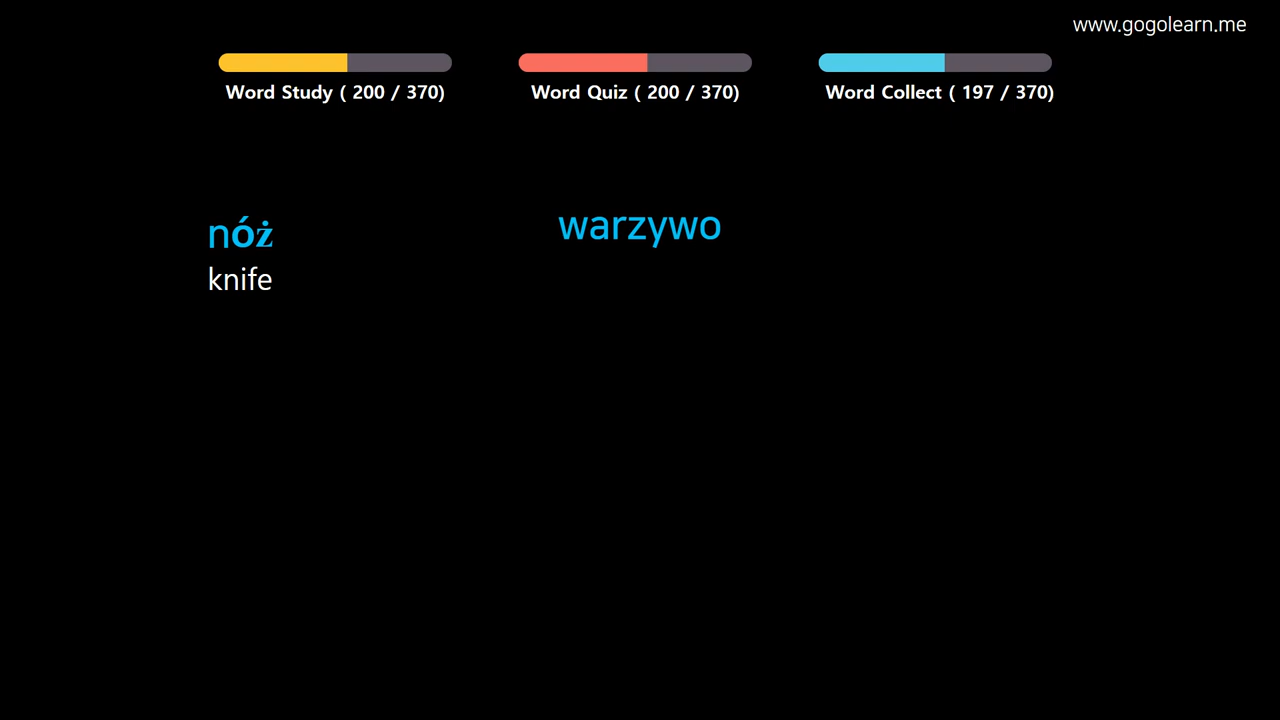 www.gogolearn.me
Word Study ( 200 / 370)
Word Quiz ( 200 / 370)
Word Collect ( 197 / 370)
nóż
knife
warzywo